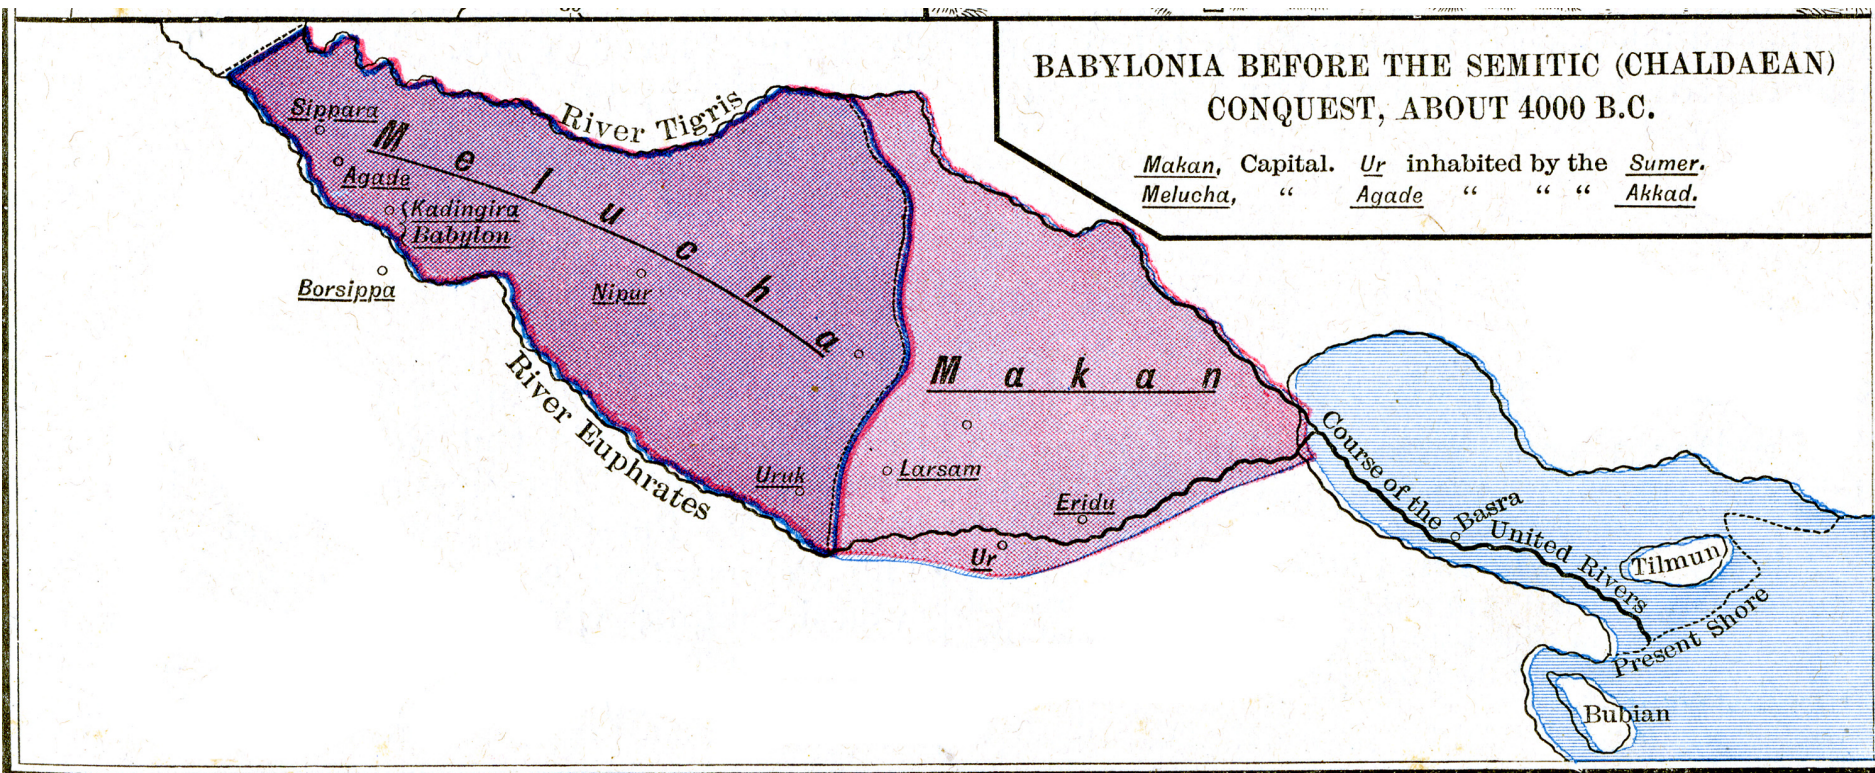 BABYLONIA BEFORE THE SEMITIC (CHALDAEAN)
CONQUEST, ABOUT 4000 B.C.
Makan, Capital. Ur inhabited by the Sumer.
Melucha, “ Agade “ “ “ Akkad.
River Tigris
Sippara
Melucha
Agade
Kadingira
Babylon
Borsippa
Nipur
River Euphrates
Uruk
Makan
Larsam
Eridu
Ur
Course of the United Rivers
Basra
Tilmun
Present Shore
Bubian